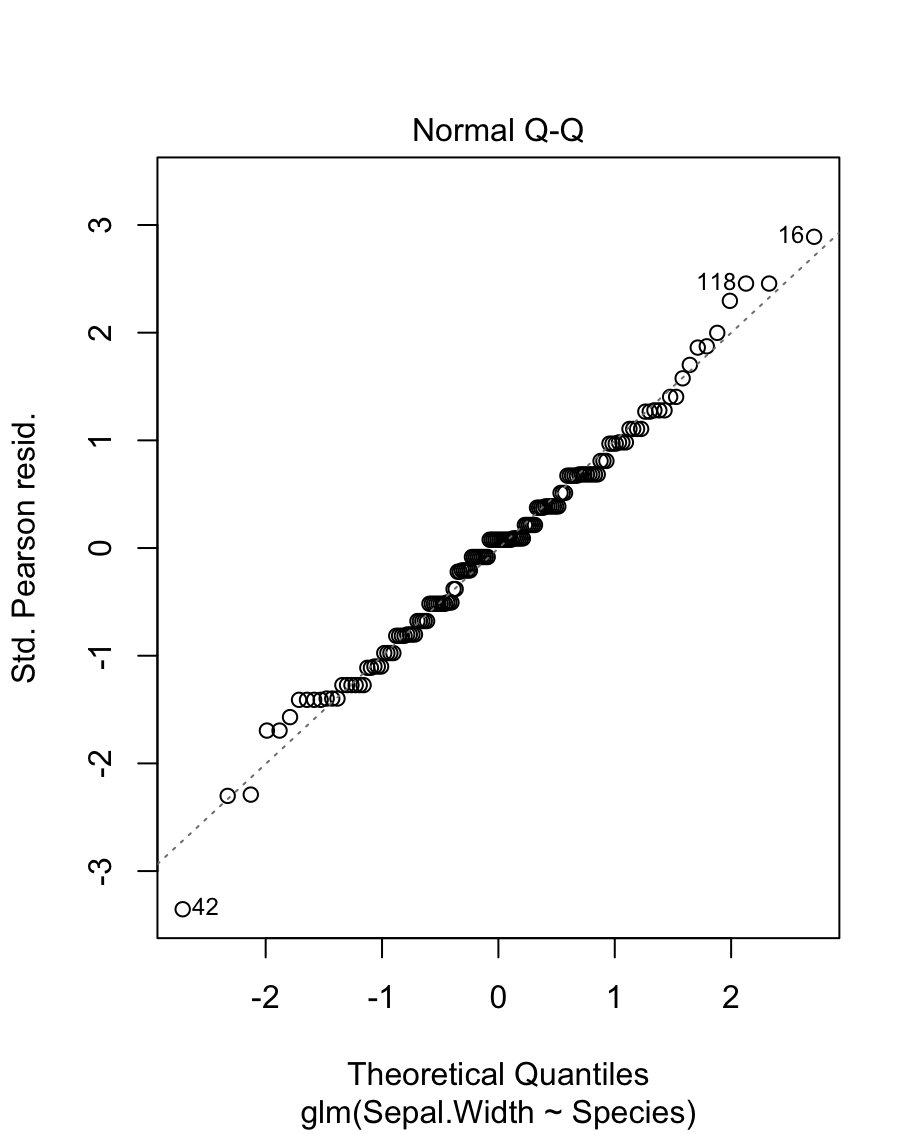 Normal Q-Q
Std. Pearson resid.
3
2
1
0
-1
-2
-3
16
118
42
-2 -1 0 1 2
Theoretical Quantiles
glm(Sepal.Width ~ Species)